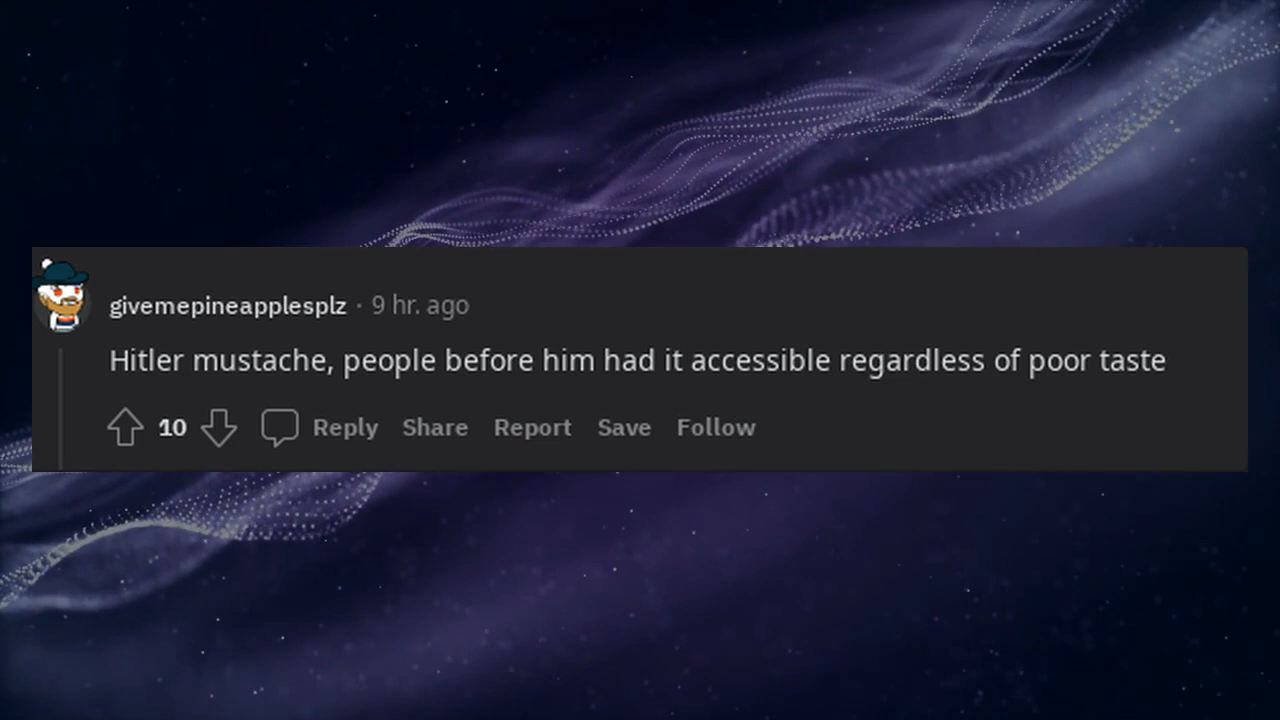 givemepineapplesplz · 9 hr. ago
Hitler mustache, people before him had it accessible regardless of poor taste
10 Reply Share Report Save Follow